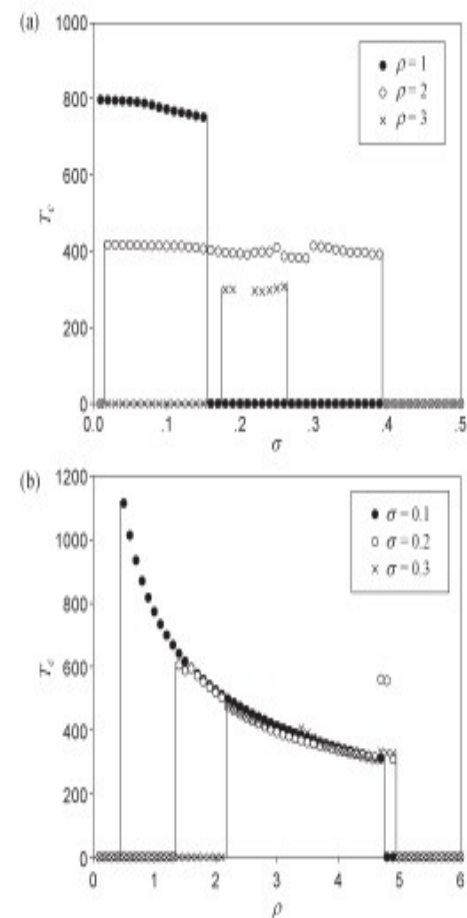 (a)
1000
800
600
400
200
0
T_c
0.0 .1 .2 .3 .4 .5
σ
● ρ = 1
○ ρ = 2
× ρ = 3
(b)
1200
1000
800
600
400
200
0
T_c
0 1 2 3 4 5 6
ρ
● σ = 0.1
○ σ = 0.2
× σ = 0.3